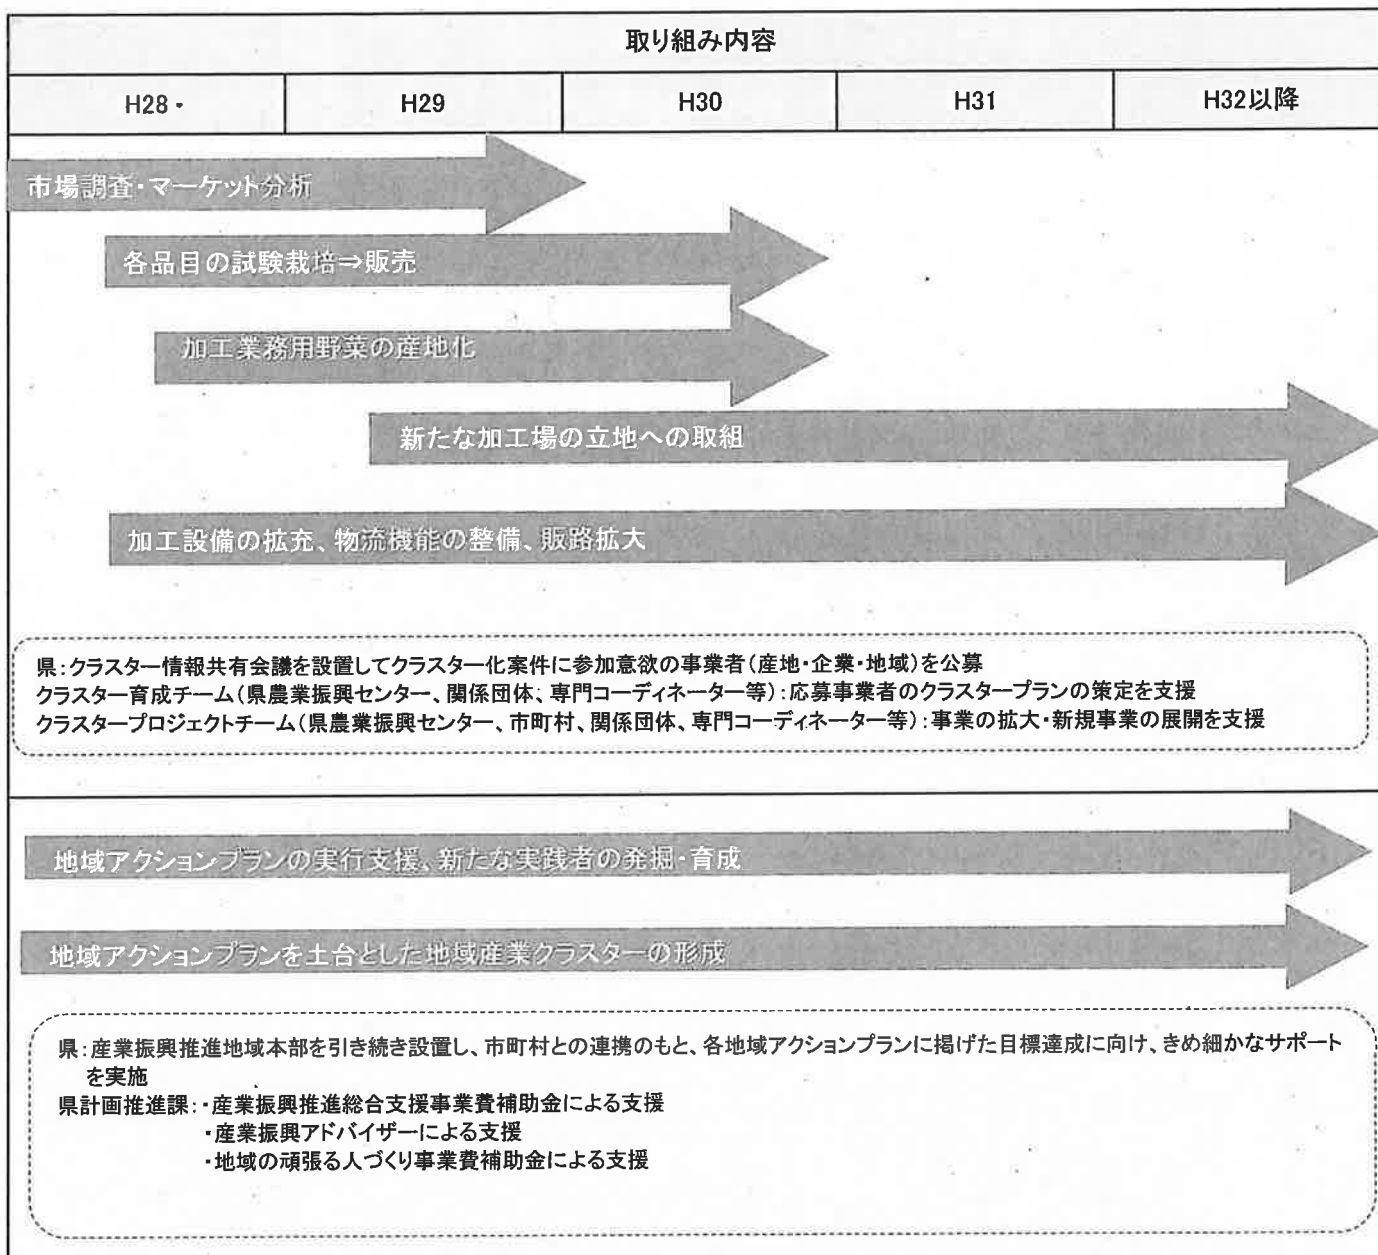 取り組み内容
H28
H29
H30
H31
H32以降
市場調査・マーケット分析
各品目の試験栽培⇒販売
加工業務用野菜の産地化
新たな加工場の立地への取組
加工設備の拡充、物流機能の整備、販路拡大
県：クラスター情報共有会議を設置してクラスター化案件に参加意欲の事業者（産地・企業・地域）を公募
クラスター育成チーム（県農業振興センター、関係団体、専門コーディネーター等）：応募事業者のクラスタープランの策定を支援
クラスタープロジェクトチーム（県農業振興センター、市町村、関係団体、専門コーディネーター等）：事業の拡大・新規事業の展開を支援
地域アクションプランの実行支援、新たな実践者の発掘・育成
地域アクションプランを土台とした地域産業クラスターの形成
県：産業振興推進地域本部を引き続き設置し、市町村との連携のもと、各地域アクションプランに掲げた目標達成に向け、きめ細かなサポート
を実施
県計画推進課：・産業振興推進総合支援事業費補助金による支援
・産業振興アドバイザーによる支援
・地域の頑張る人づくり事業費補助金による支援